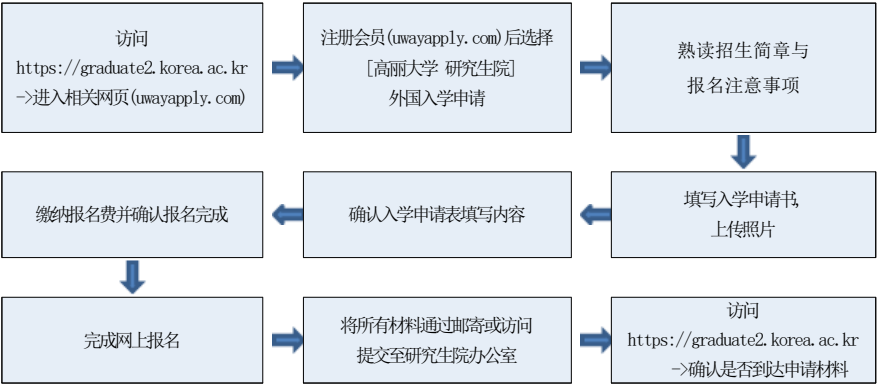 访问
https://graduate2.korea.ac.kr
->进入相关网页(uwayapply.com)
注册会员(uwayapply.com)后选择
[高丽大学 研究生院]
外国入学申请
熟读招生简章与
报名注意事项
填写入学申请书,
上传照片
确认入学申请表填写内容
缴纳报名费并确认报名完成
完成网上报名
将所有材料通过邮寄或访问
提交至研究生院办公室
访问
https://graduate2.korea.ac.kr
->确认是否到达申请材料